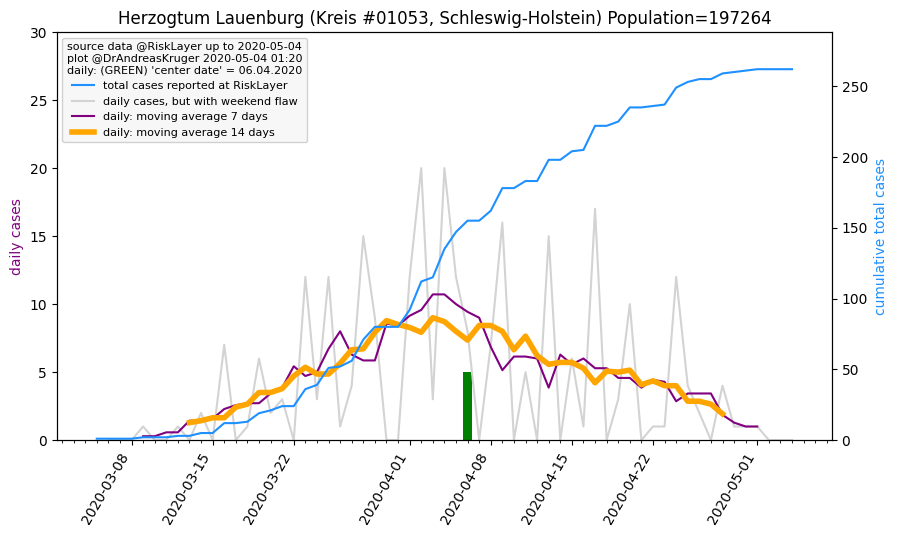 Herzogtum Lauenburg (Kreis #01053, Schleswig-Holstein) Population=197264
source data @RiskLayer up to 2020-05-04
plot @DrAndreasKruger 2020-05-04 01:20
daily: (GREEN) 'center date' = 06.04.2020
total cases reported at RiskLayer
daily cases, but with weekend flaw
daily: moving average 7 days
daily: moving average 14 days
daily cases
30
25
20
15
10
5
0
cumulative total cases
250
200
150
100
50
0
2020-03-08
2020-03-15
2020-03-22
2020-04-01
2020-04-08
2020-04-15
2020-04-22
2020-05-01